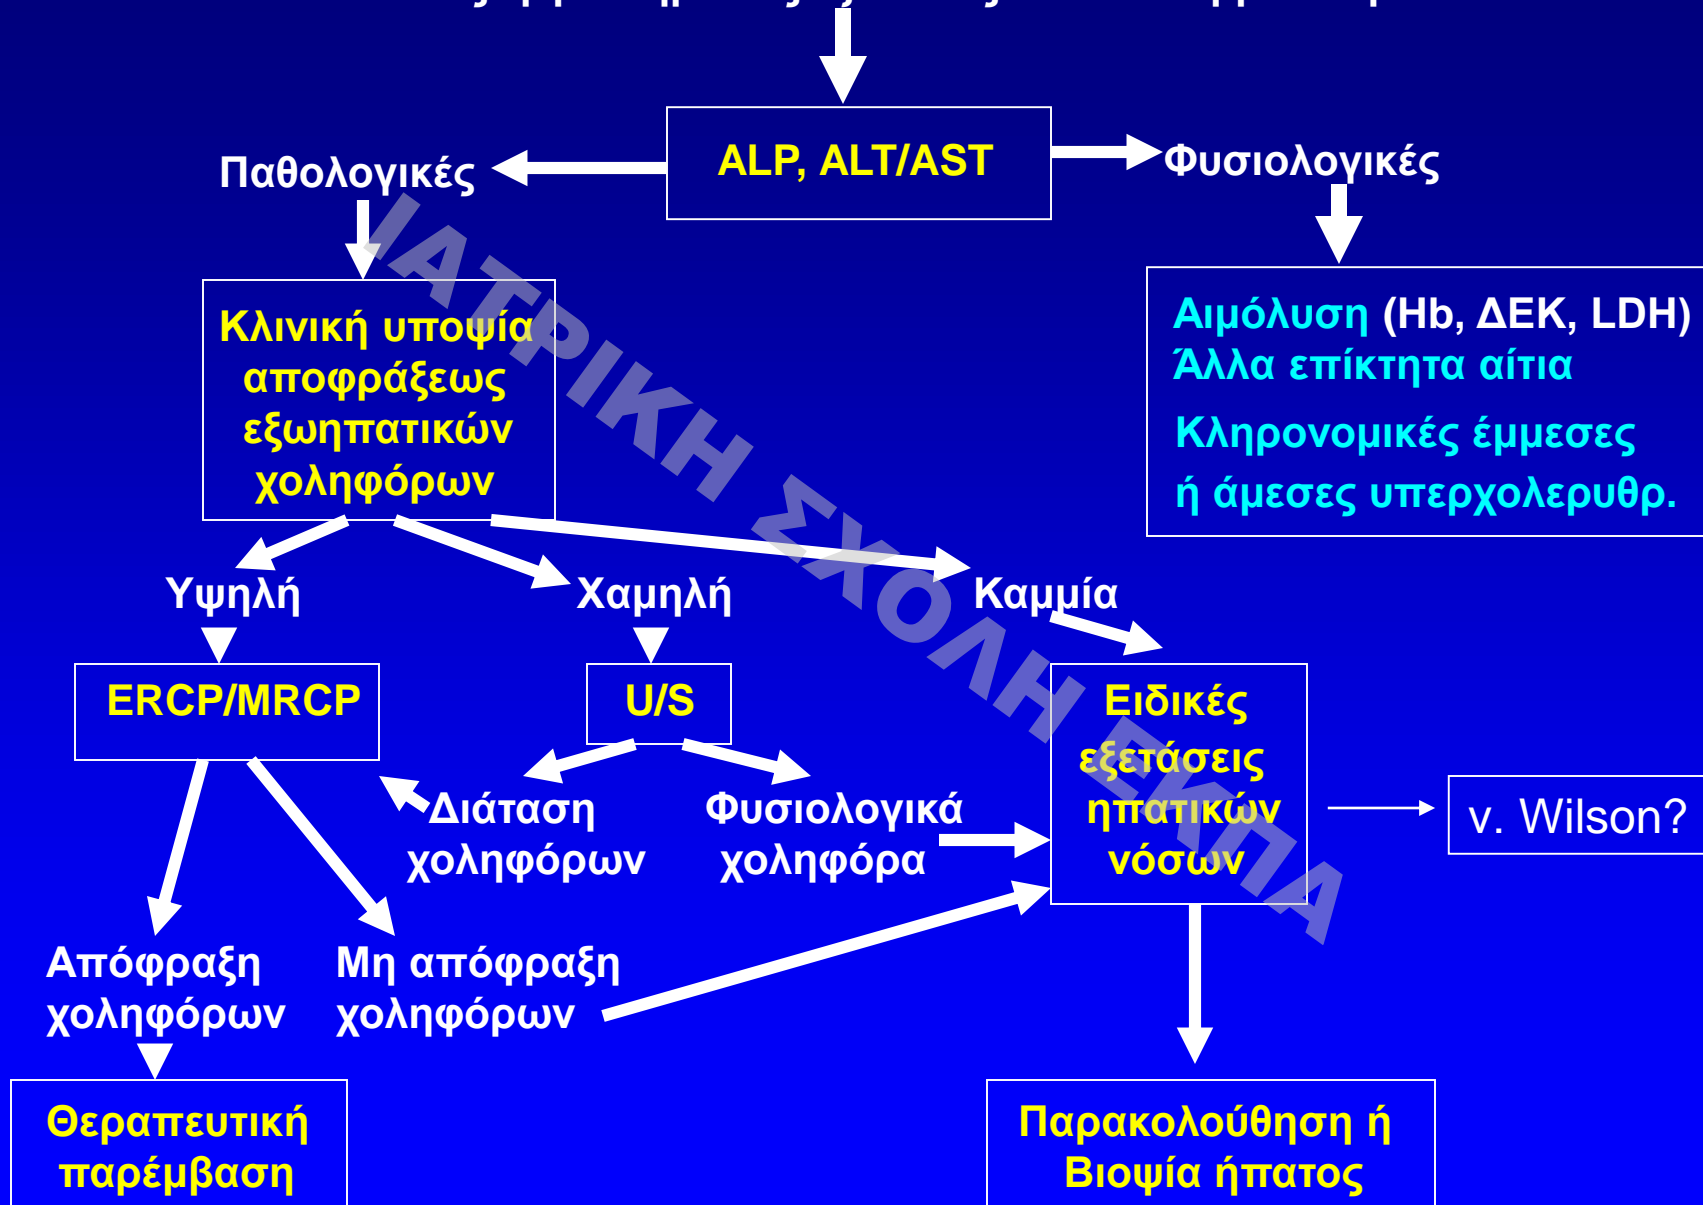 ALP, ALT/AST
Παθολογικές
Φυσιολογικές
Κλινική υποψία
αποφράξεως
εξωηπατικών
χοληφόρων
Αιμόλυση (Hb, ΔΕΚ, LDH)
Άλλα επίκτητα αίτια
Κληρονομικές έμμεσες
ή άμεσες υπερχολερυθρ.
Υψηλή
Χαμηλή
Καμμία
ERCP/MRCP
U/S
Ειδικές
εξετάσεις
ηπατικών
νόσων
v. Wilson?
Διάταση
χοληφόρων
Φυσιολογικά
χοληφόρα
Απόφραξη
χοληφόρων
Μη απόφραξη
χοληφόρων
Θεραπευτική
παρέμβαση
Παρακολούθηση ή
Βιοψία ήπατος
ΙΑΤΡΙΚΗ ΣΧΟΛΗ ΕΚΠΑ